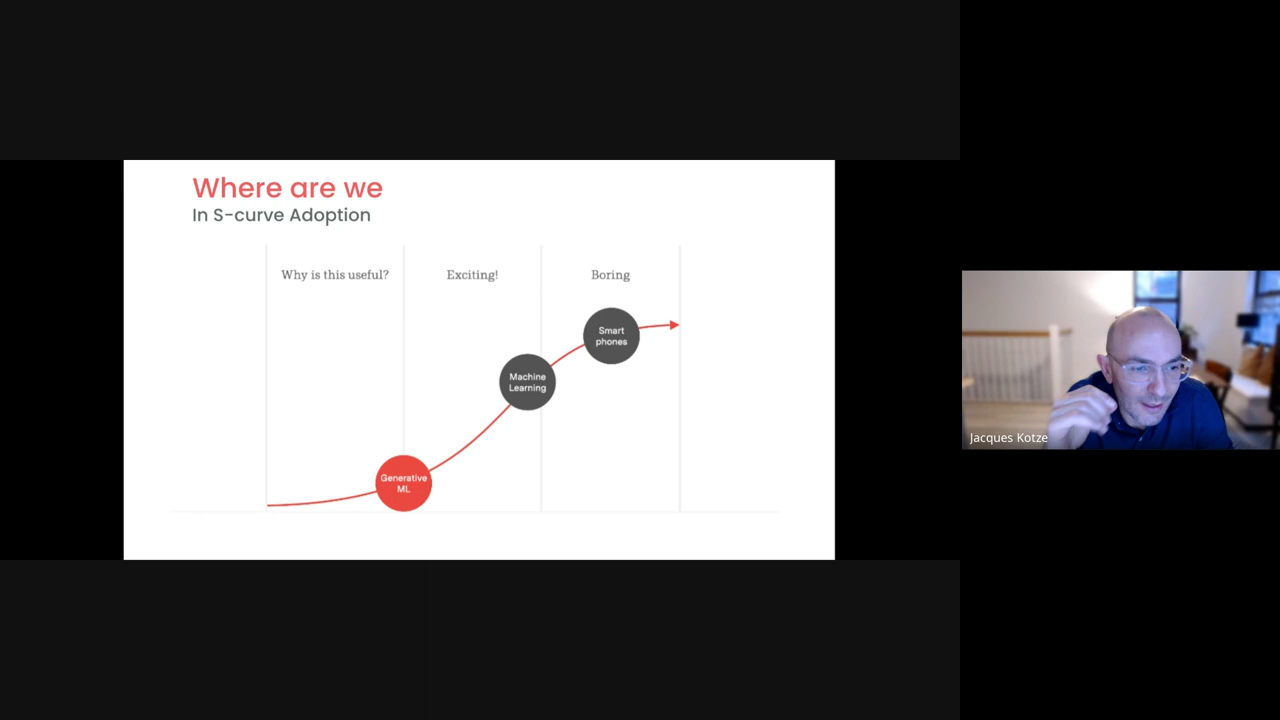 Where are we
In S-curve Adoption
Why is this useful?
Exciting!
Boring
Smart
phones
Machine
Learning
Generative
ML
Jacques Kotze